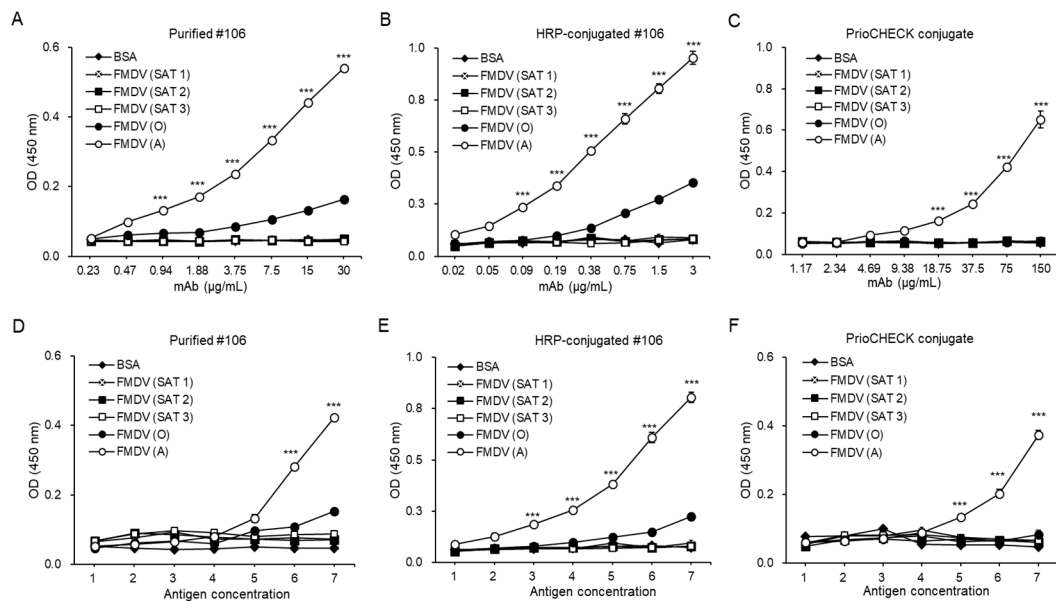 A
Purified #106
BSA
FMDV (SAT 1)
FMDV (SAT 2)
FMDV (SAT 3)
FMDV (O)
FMDV (A)
OD (450 nm)
0.6
0.4
0.2
0.0
*** *** *** *** *** ***
0.23 0.47 0.94 1.88 3.75 7.5 15 30
mAb (µg/mL)
B
HRP-conjugated #106
BSA
FMDV (SAT 1)
FMDV (SAT 2)
FMDV (SAT 3)
FMDV (O)
FMDV (A)
OD (450 nm)
1.0
0.8
0.5
0.3
0.0
*** *** *** *** *** ***
0.02 0.05 0.09 0.19 0.38 0.75 1.5 3
mAb (µg/mL)
C
PrioCHECK conjugate
BSA
FMDV (SAT 1)
FMDV (SAT 2)
FMDV (SAT 3)
FMDV (O)
FMDV (A)
OD (450 nm)
1.0
0.8
0.6
0.4
0.2
0.0
*** *** *** ***
1.17 2.34 4.69 9.38 18.75 37.5 75 150
mAb (µg/mL)
D
Purified #106
BSA
FMDV (SAT 1)
FMDV (SAT 2)
FMDV (SAT 3)
FMDV (O)
FMDV (A)
OD (450 nm)
0.6
0.4
0.2
0.0
*** ***
1 2 3 4 5 6 7
Antigen concentration
E
HRP-conjugated #106
BSA
FMDV (SAT 1)
FMDV (SAT 2)
FMDV (SAT 3)
FMDV (O)
FMDV (A)
OD (450 nm)
1.0
0.8
0.5
0.3
0.0
*** *** *** *** ***
1 2 3 4 5 6 7
Antigen concentration
F
PrioCHECK conjugate
BSA
FMDV (SAT 1)
FMDV (SAT 2)
FMDV (SAT 3)
FMDV (O)
FMDV (A)
OD (450 nm)
0.6
0.4
0.2
0.0
*** *** ***
1 2 3 4 5 6 7
Antigen concentration